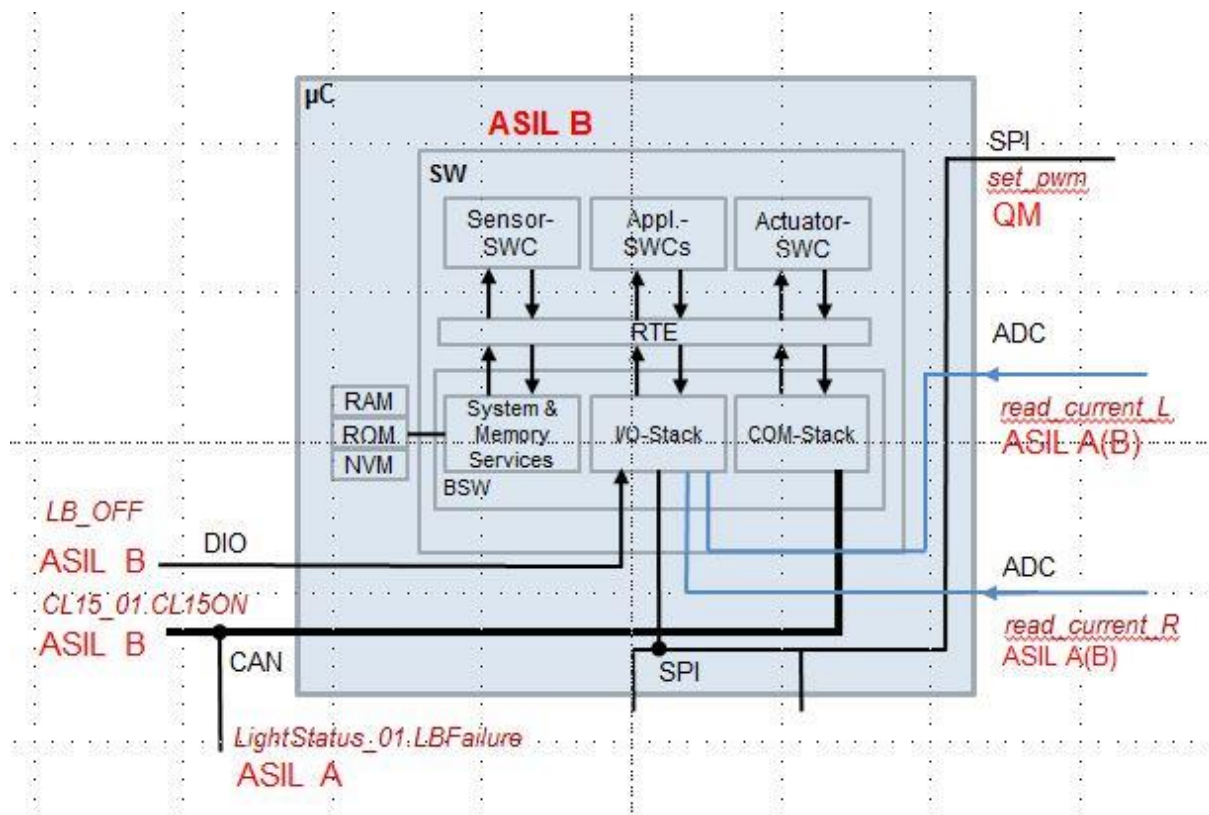 µC
ASIL B
SW
Sensor-
SWC
Appl.-
SWCs
Actuator-
SWC
RTE
RAM
ROM
NVM
System &
Memory
Services
I/O-Stack
COM-Stack
BSW
SPI
set_pwm
QM
ADC
read_current_L
ASIL A(B)
ADC
read_current_R
ASIL A(B)
LB_OFF
ASIL B
DIO
CL15_01.CL15ON
ASIL B
CAN
SPI
LightStatus_01.LBFailure
ASIL A